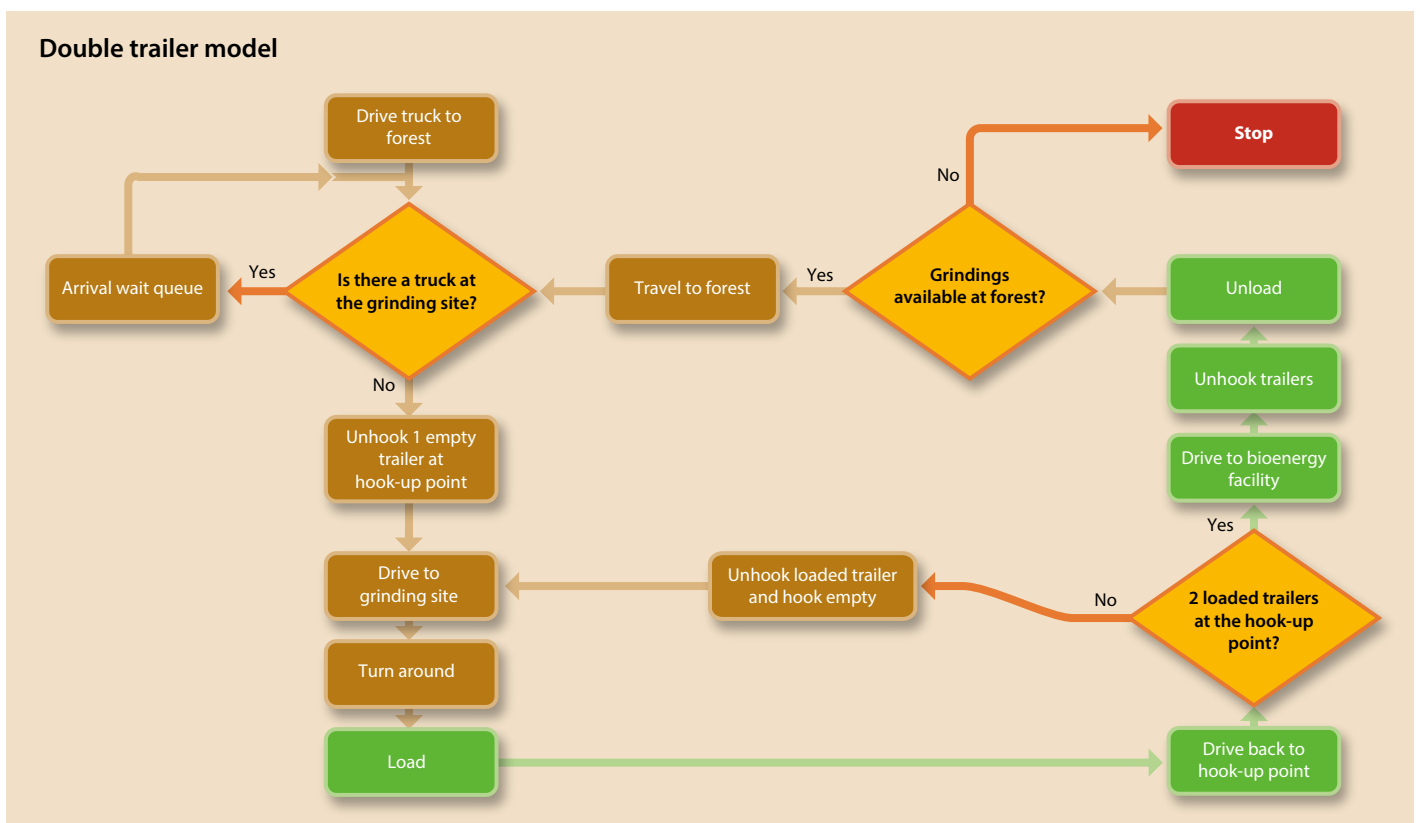 Double trailer model
Drive truck to
forest
Stop
No
Arrival wait queue
Yes
Is there a truck at
the grinding site?
Travel to forest
Yes
Grindings
available at forest?
Unload
Unhook trailers
No
Unhook 1 empty
trailer at
hook-up point
Drive to bioenergy
facility
Yes
Drive to
grinding site
Unhook loaded trailer
and hook empty
No
2 loaded trailers
at the hook-up
point?
Turn around
Load
Drive back to
hook-up point